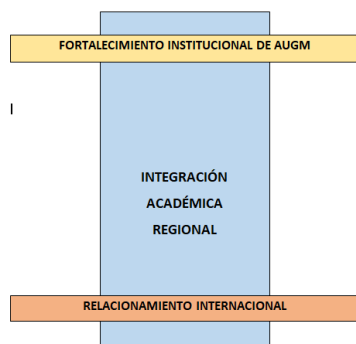 FORTALECIMIENTO INSTITUCIONAL DE AUGM
INTEGRACIÓN
ACADÉMICA
REGIONAL
RELACIONAMIENTO INTERNACIONAL